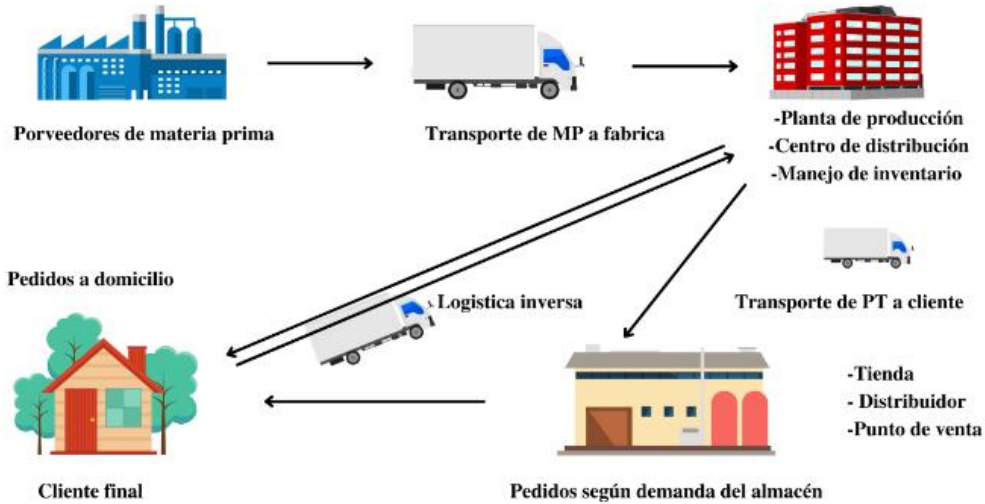 Porveedores de materia prima
Transporte de MP a fabrica
-Planta de producción
-Centro de distribución
-Manejo de inventario
Pedidos a domicilio
Logistica inversa
Transporte de PT a cliente
-Tienda
- Distribuidor
-Punto de venta
Cliente final
Pedidos según demanda del almacén